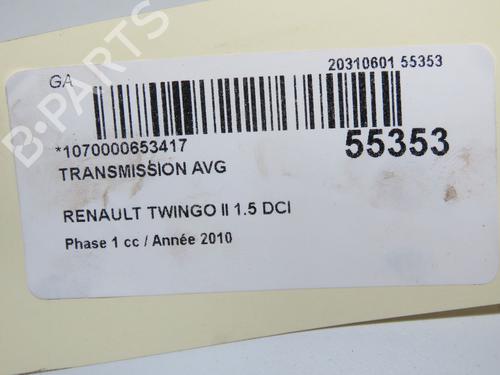 GA
20310601 55353
*1070000653417
55353
TRANSMISSION AVG
RENAULT TWINGO II 1.5 DCI
Phase 1 cc / Année 2010
B-PARTS